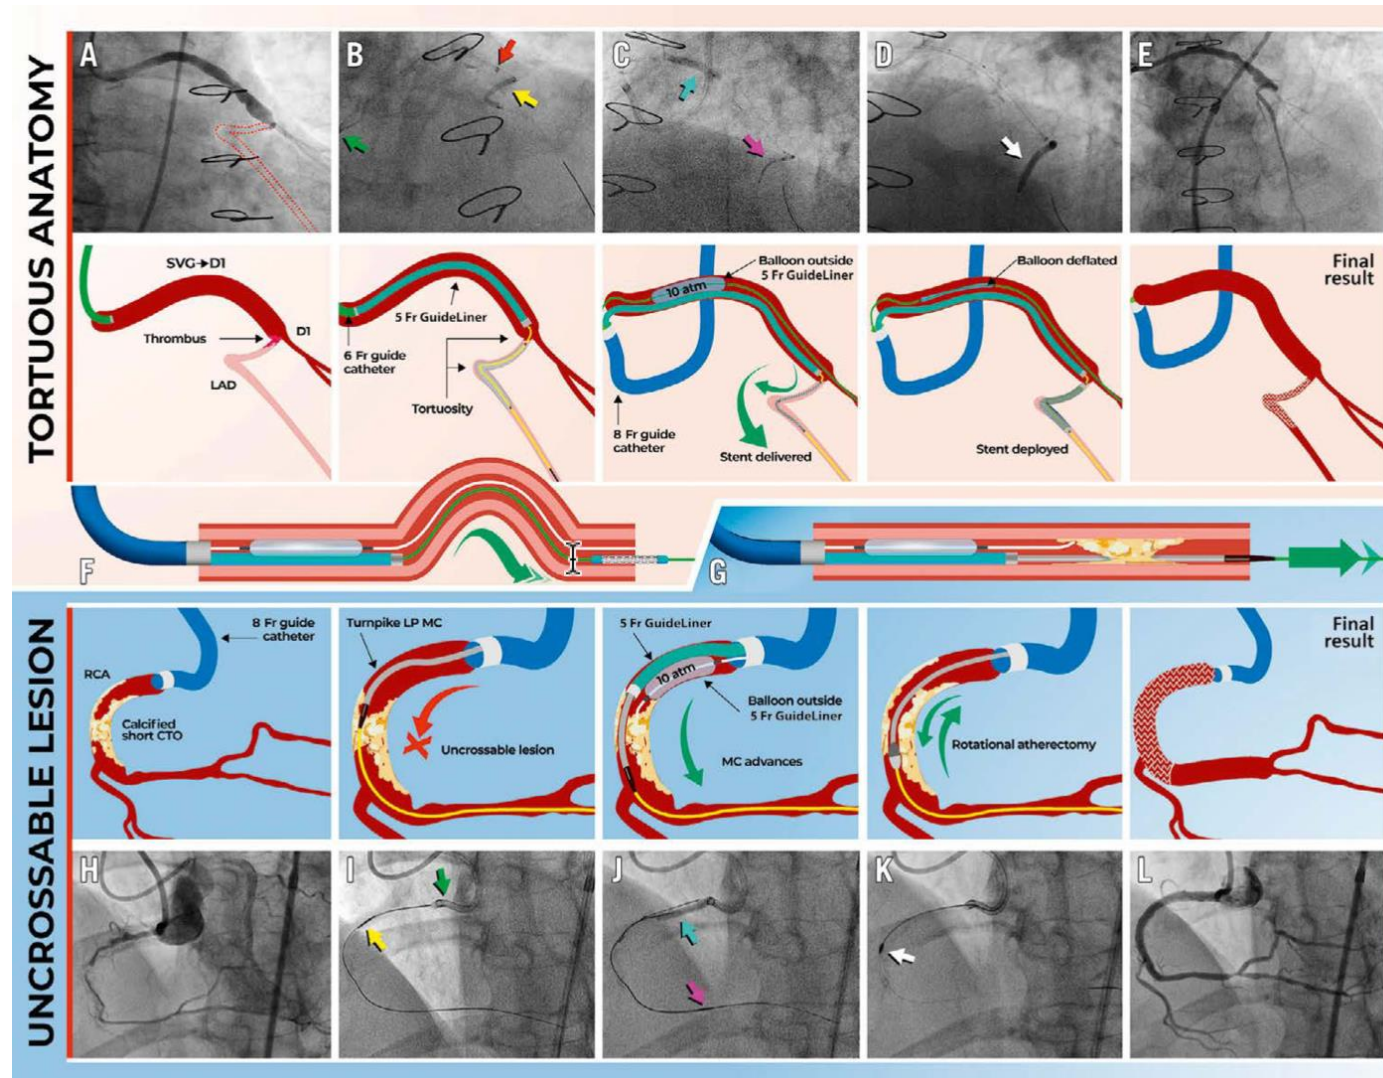 TORTUOUS ANATOMY
A
B
C
D
E
SVG→D1
Thrombus
D1
LAD
5 Fr GuideLiner
6 Fr guide
catheter
Tortuosity
Balloon outside
5 Fr GuideLiner
10 atm
8 Fr guide
catheter
Stent delivered
Balloon deflated
Stent deployed
Final
result
F
G
UNCROSSABLE LESION
8 Fr guide
catheter
RCA
Calcified
short CTO
Turnpike LP MC
Uncrossable lesion
5 Fr GuideLiner
10 atm
Balloon outside
5 Fr GuideLiner
MC advances
Rotational atherectomy
Final
result
H
I
J
K
L